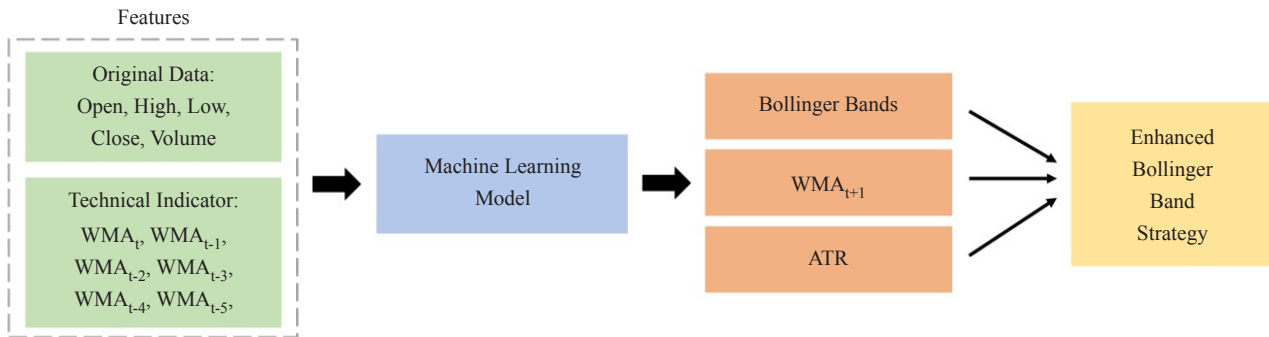 Features
Original Data:
Open, High, Low,
Close, Volume
Technical Indicator:
WMAₜ, WMAₜ₋₁,
WMAₜ₋₂, WMAₜ₋₃,
WMAₜ₋₄, WMAₜ₋₅,
Machine Learning
Model
Bollinger Bands
WMAₜ₊₁
ATR
Enhanced
Bollinger
Band
Strategy